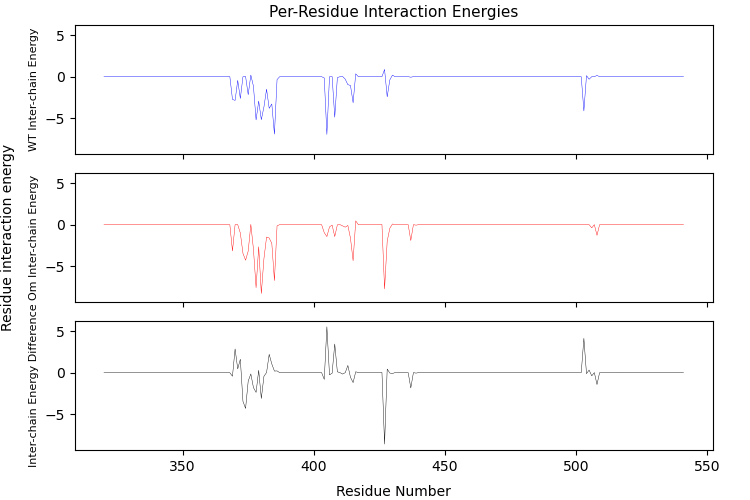 Per-Residue Interaction Energies
WT Inter-chain Energy
5
0
−5
Residue interaction energy
Om Inter-chain Energy
5
0
−5
Inter-chain Energy Difference
5
0
−5
350
400
450
500
550
Residue Number